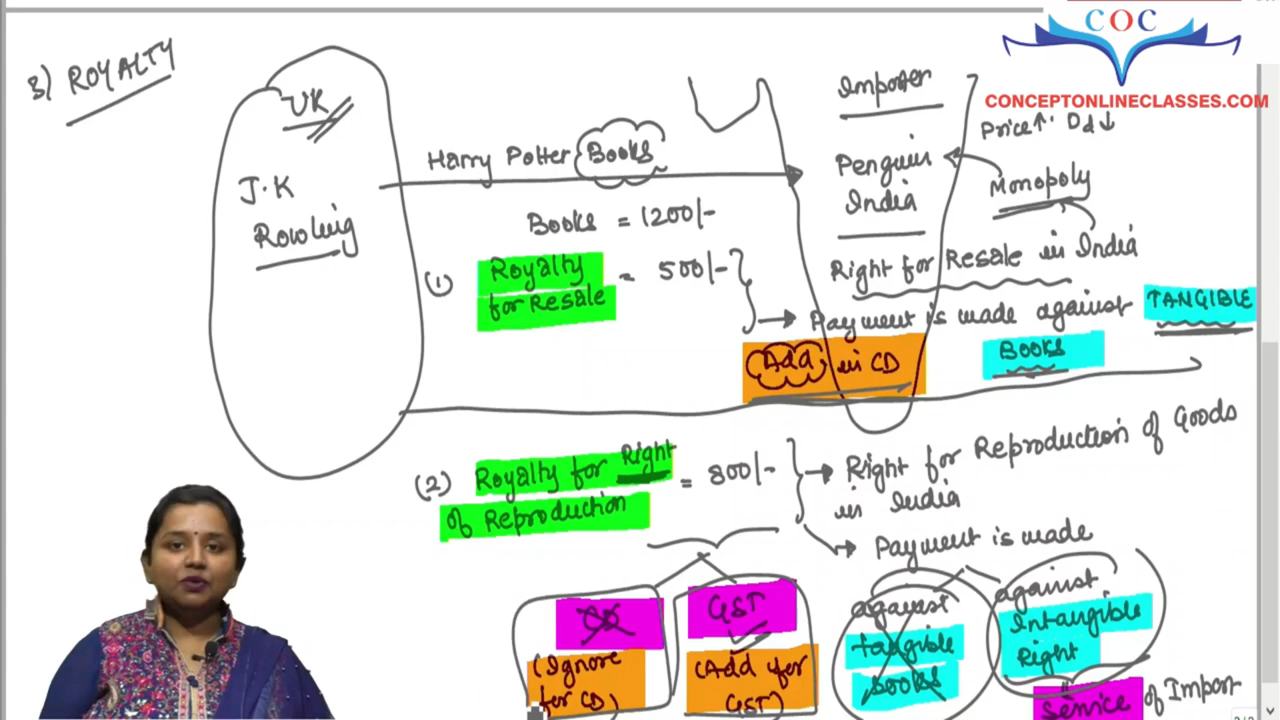 COC
CONCEPTONLINECLASSES.COM
3) ROYALTY
UK
J.K
Rowling
Harry Potter Books
Books = 1200/-
(1) Royalty for Resale = 500/-
Importer
Penguin
India
Price↑ Dd↓
Monopoly
Right for Resale in India
→ Payment is made against TANGIBLE
BOOKS
Add in CD
(2) Royalty for Right
of Reproduction = 800/-
→ Right for Reproduction of Goods
in India
→ Payment is made
against
tangible
books
against
Intangible
Right
Service of Import
CD
(Ignore
for CD)
GST
(Add for
GST)